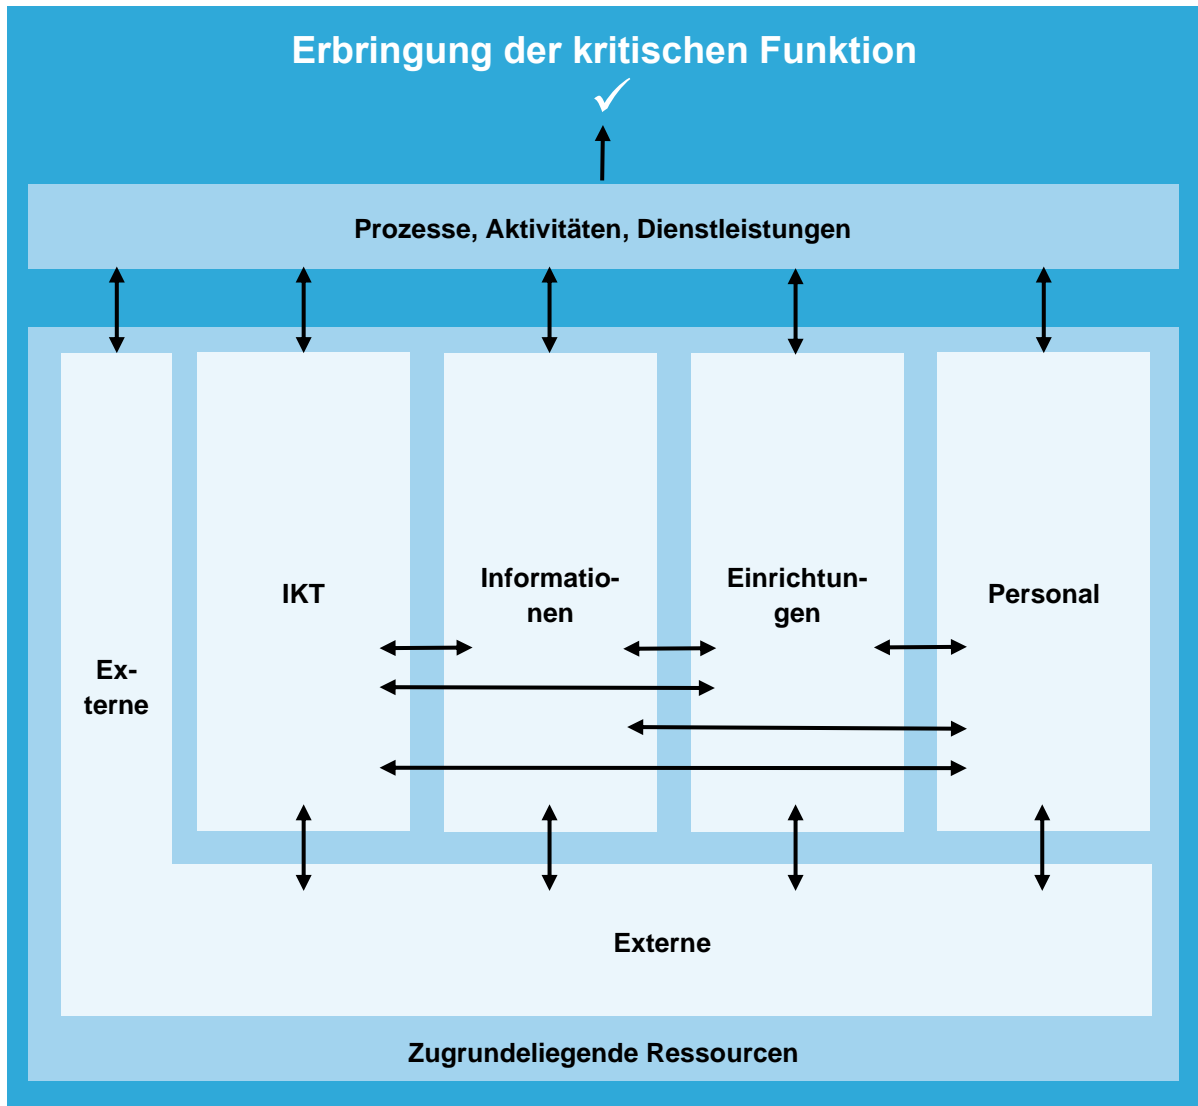 Erbringung der kritischen Funktion
Prozesse, Aktivitäten, Dienstleistungen
Ex-
terne
IKT
Informatio-
nen
Einrichtun-
gen
Personal
Externe
Zugrundeliegende Ressourcen